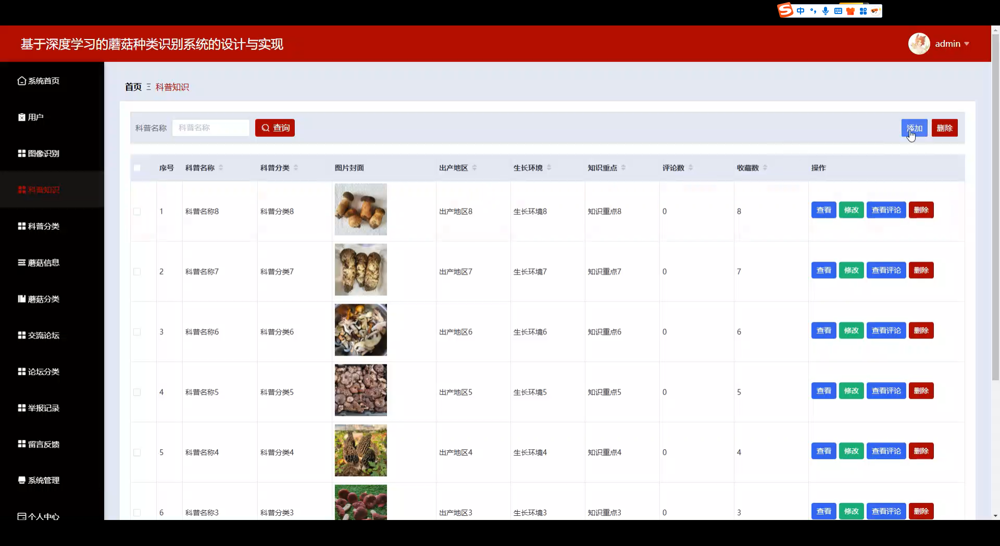 中
基于深度学习的蘑菇种类识别系统的设计与实现
admin
系统首页
用户
图像识别
科普知识
科普分类
蘑菇信息
蘑菇分类
交流论坛
论坛分类
举报记录
留言反馈
系统管理
个人中心
首页 科普知识
科普名称 科普名称 查询 添加 删除
序号 科普名称 科普分类 图片封面 出产地区 生长环境 知识重点 评论数 收藏数 操作
1 科普名称8 科普分类8 出产地区8 生长环境8 知识重点8 0 8 查看 修改 查看评论 删除
2 科普名称7 科普分类7 出产地区7 生长环境7 知识重点7 0 7 查看 修改 查看评论 删除
3 科普名称6 科普分类6 出产地区6 生长环境6 知识重点6 0 6 查看 修改 查看评论 删除
4 科普名称5 科普分类5 出产地区5 生长环境5 知识重点5 0 5 查看 修改 查看评论 删除
5 科普名称4 科普分类4 出产地区4 生长环境4 知识重点4 0 4 查看 修改 查看评论 删除
6 科普名称3 科普分类3 出产地区3 生长环境3 知识重点3 0 3 查看 修改 查看评论 删除